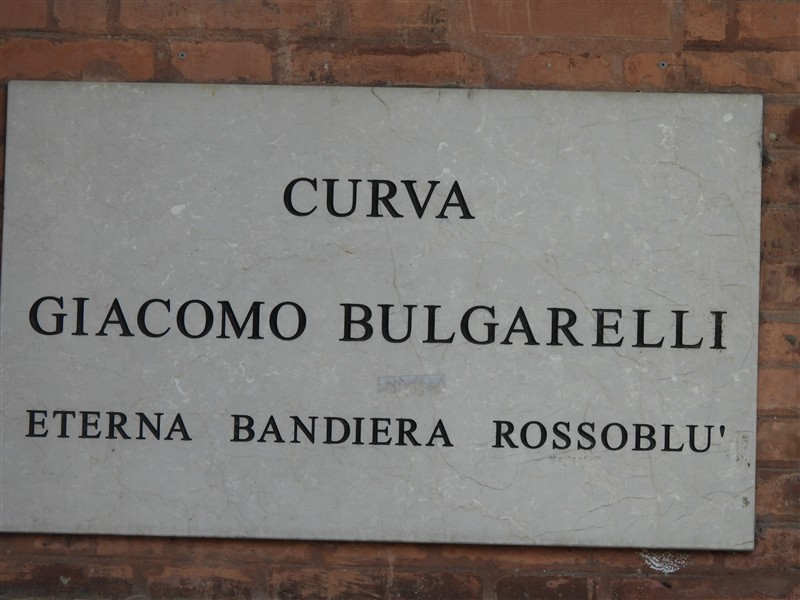 CURVA
GIACOMO BULGARELLI
ETERNA BANDIERA ROSSOBLU'